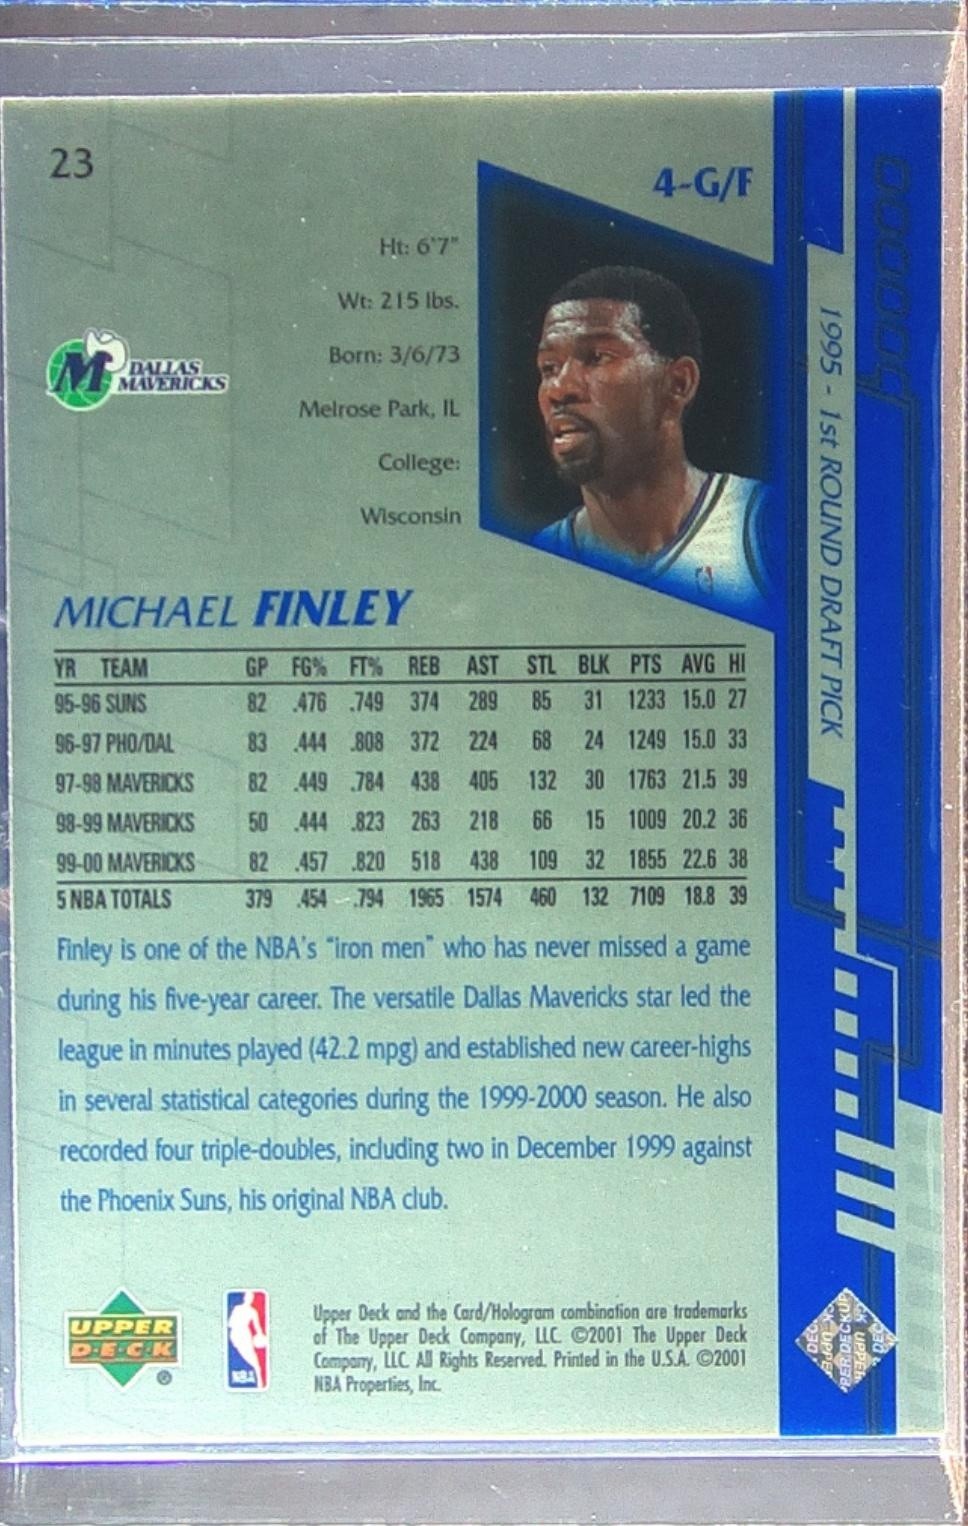 23
4-G/F
Ht: 6'7"
Wt: 215 lbs.
Born: 3/6/73
Melrose Park, IL
College:
Wisconsin
M DALLAS
MAVERICKS
1995 - 1st ROUND DRAFT PICK
MICHAEL FINLEY
YR TEAM GP FG% FT% REB AST STL BLK PTS AVG HI
95-96 SUNS 82 .476 .749 374 289 85 31 1233 15.0 27
96-97 PHO/DAL 83 .444 .808 372 224 68 24 1249 15.0 33
97-98 MAVERICKS 82 .449 .784 438 405 132 30 1763 21.5 39
98-99 MAVERICKS 50 .444 .823 263 218 66 15 1009 20.2 36
99-00 MAVERICKS 82 .457 .820 518 438 109 32 1855 22.6 38
5 NBA TOTALS 379 .454 .794 1965 1574 460 132 7109 18.8 39
Finley is one of the NBA's "iron men" who has never missed a game
during his five-year career. The versatile Dallas Mavericks star led the
league in minutes played (42.2 mpg) and established new career-highs
in several statistical categories during the 1999-2000 season. He also
recorded four triple-doubles, including two in December 1999 against
the Phoenix Suns, his original NBA club.
UPPER
D·E·C·K
®
NBA
Upper Deck and the Card/Hologram combination are trademarks
of The Upper Deck Company, LLC. ©2001 The Upper Deck
Company, LLC. All Rights Reserved. Printed in the U.S.A. ©2001
NBA Properties, Inc.